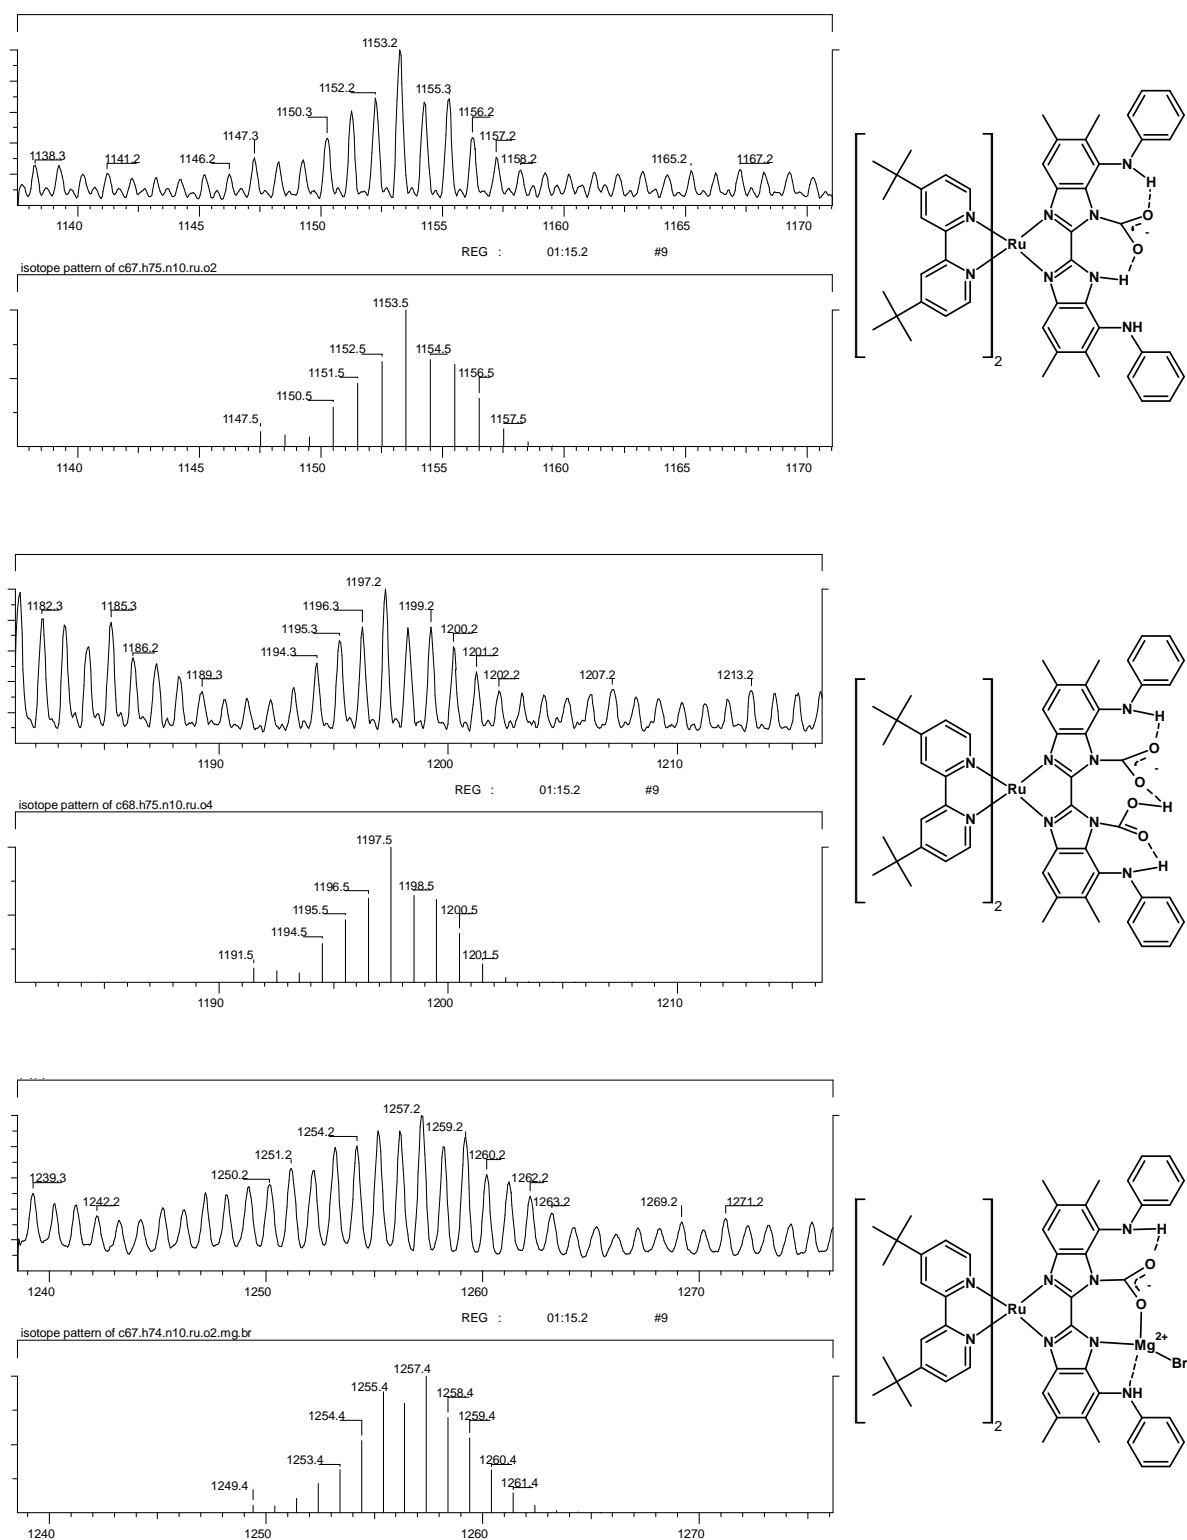 1153.2
1152.2 1155.3
1150.3 1156.2
1147.3 1157.2
1138.3 1141.2 1146.2 1158.2 1165.2 1167.2
1140 1145 1150 1155 1160 1165 1170
REG : 01:15.2 #9
isotope pattern of c67.h75.n10.ru.o2
1153.5
1152.5 1154.5
1151.5 1156.5
1150.5
1147.5 1157.5
1140 1145 1150 1155 1160 1165 1170
N H
N N O
O -
N Ru
N N N H
NH
2
1197.2
1182.3 1185.3 1196.3 1199.2
1195.3 1200.2
1186.2 1194.3 1201.2
1189.3 1202.2 1207.2 1213.2
1190 1200 1210
REG : 01:15.2 #9
isotope pattern of c68.h75.n10.ru.o4
1197.5
1196.5 1198.5
1195.5 1200.5
1194.5
1191.5 1201.5
1190 1200 1210
N H
O
N N N
O -
Ru
O H
N N N
O
N H
2
1257.2
1254.2 1259.2
1251.2 1260.2
1239.3 1250.2 1262.2
1242.2 1263.2 1269.2 1271.2
1240 1250 1260 1270
REG : 01:15.2 #9
isotope pattern of c67.h74.n10.ru.o2.mg.br
1257.4
1255.4 1258.4
1254.4 1259.4
1253.4 1260.4
1249.4 1261.4
1240 1250 1260 1270
N H
O
N N N -
O
Ru
N N N Mg2+
Br
NH
2